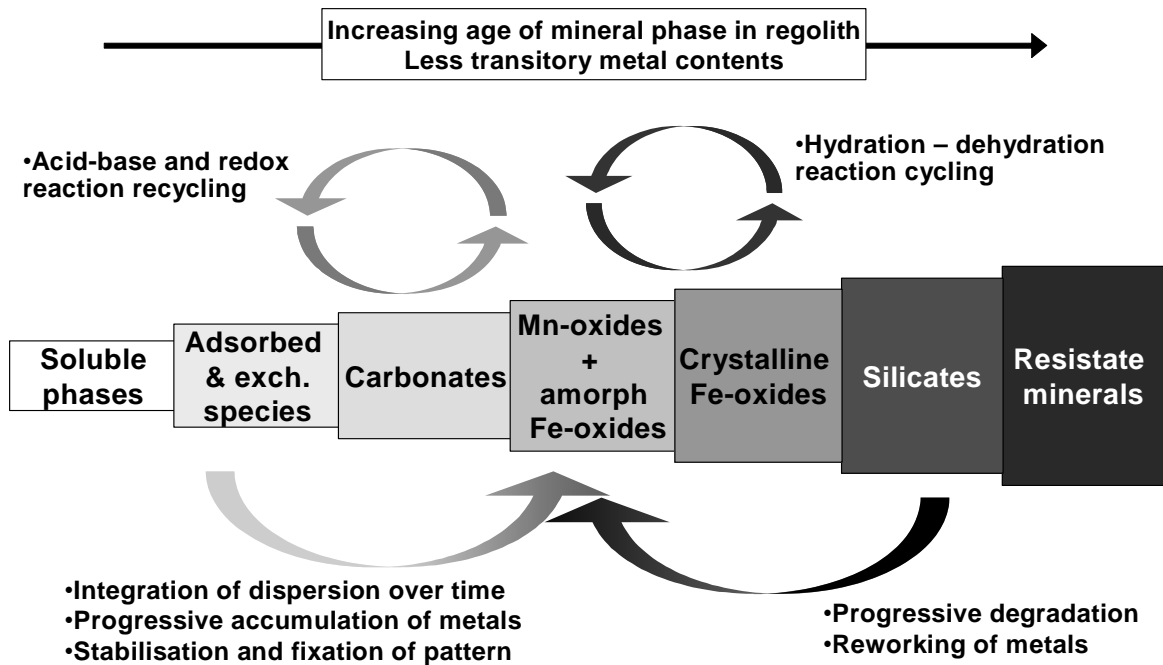 Increasing age of mineral phase in regolith
Less transitory metal contents
•Acid-base and redox
reaction recycling
•Hydration – dehydration
reaction cycling
Soluble
phases
Adsorbed
& exch.
species
Carbonates
Mn-oxides
+
amorph
Fe-oxides
Crystalline
Fe-oxides
Silicates
Resistate
minerals
•Integration of dispersion over time
•Progressive accumulation of metals
•Stabilisation and fixation of pattern
•Progressive degradation
•Reworking of metals